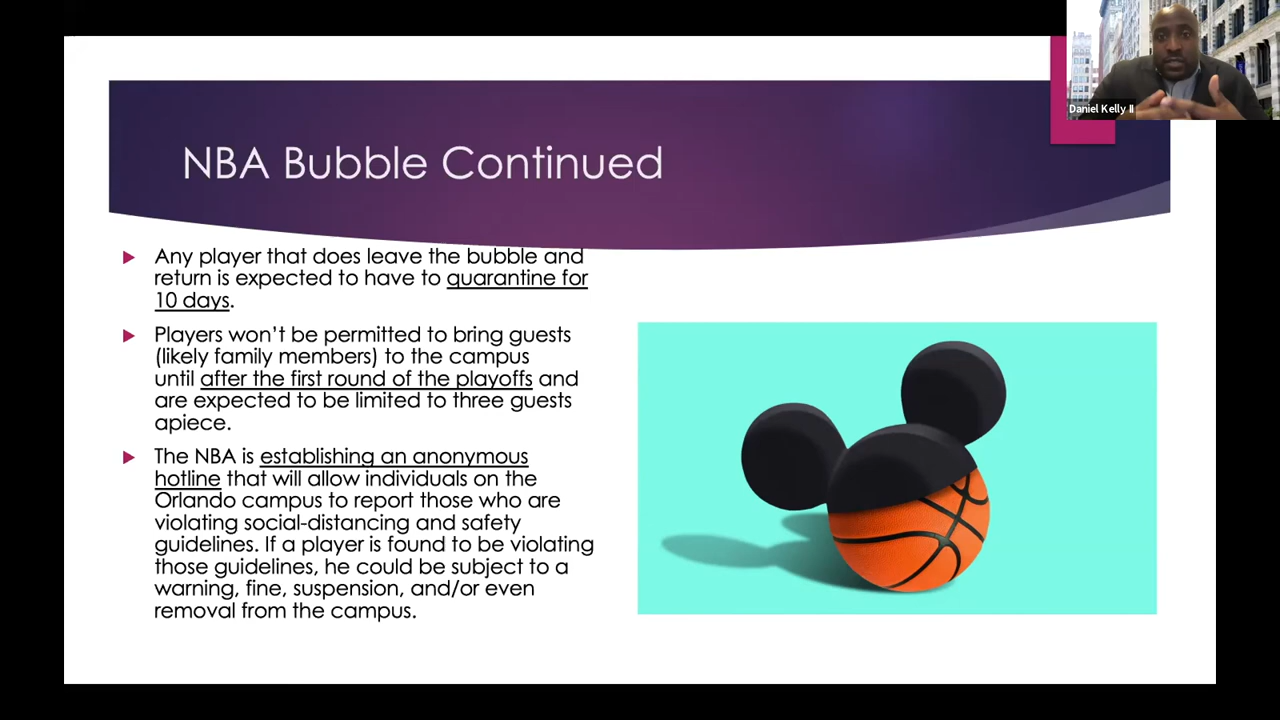 Daniel Kelly II
NBA Bubble Continued
Any player that does leave the bubble and
return is expected to have to quarantine for
10 days.
Players won't be permitted to bring guests
(likely family members) to the campus
until after the first round of the playoffs and
are expected to be limited to three guests
apiece.
The NBA is establishing an anonymous
hotline that will allow individuals on the
Orlando campus to report those who are
violating social-distancing and safety
guidelines. If a player is found to be violating
those guidelines, he could be subject to a
warning, fine, suspension, and/or even
removal from the campus.